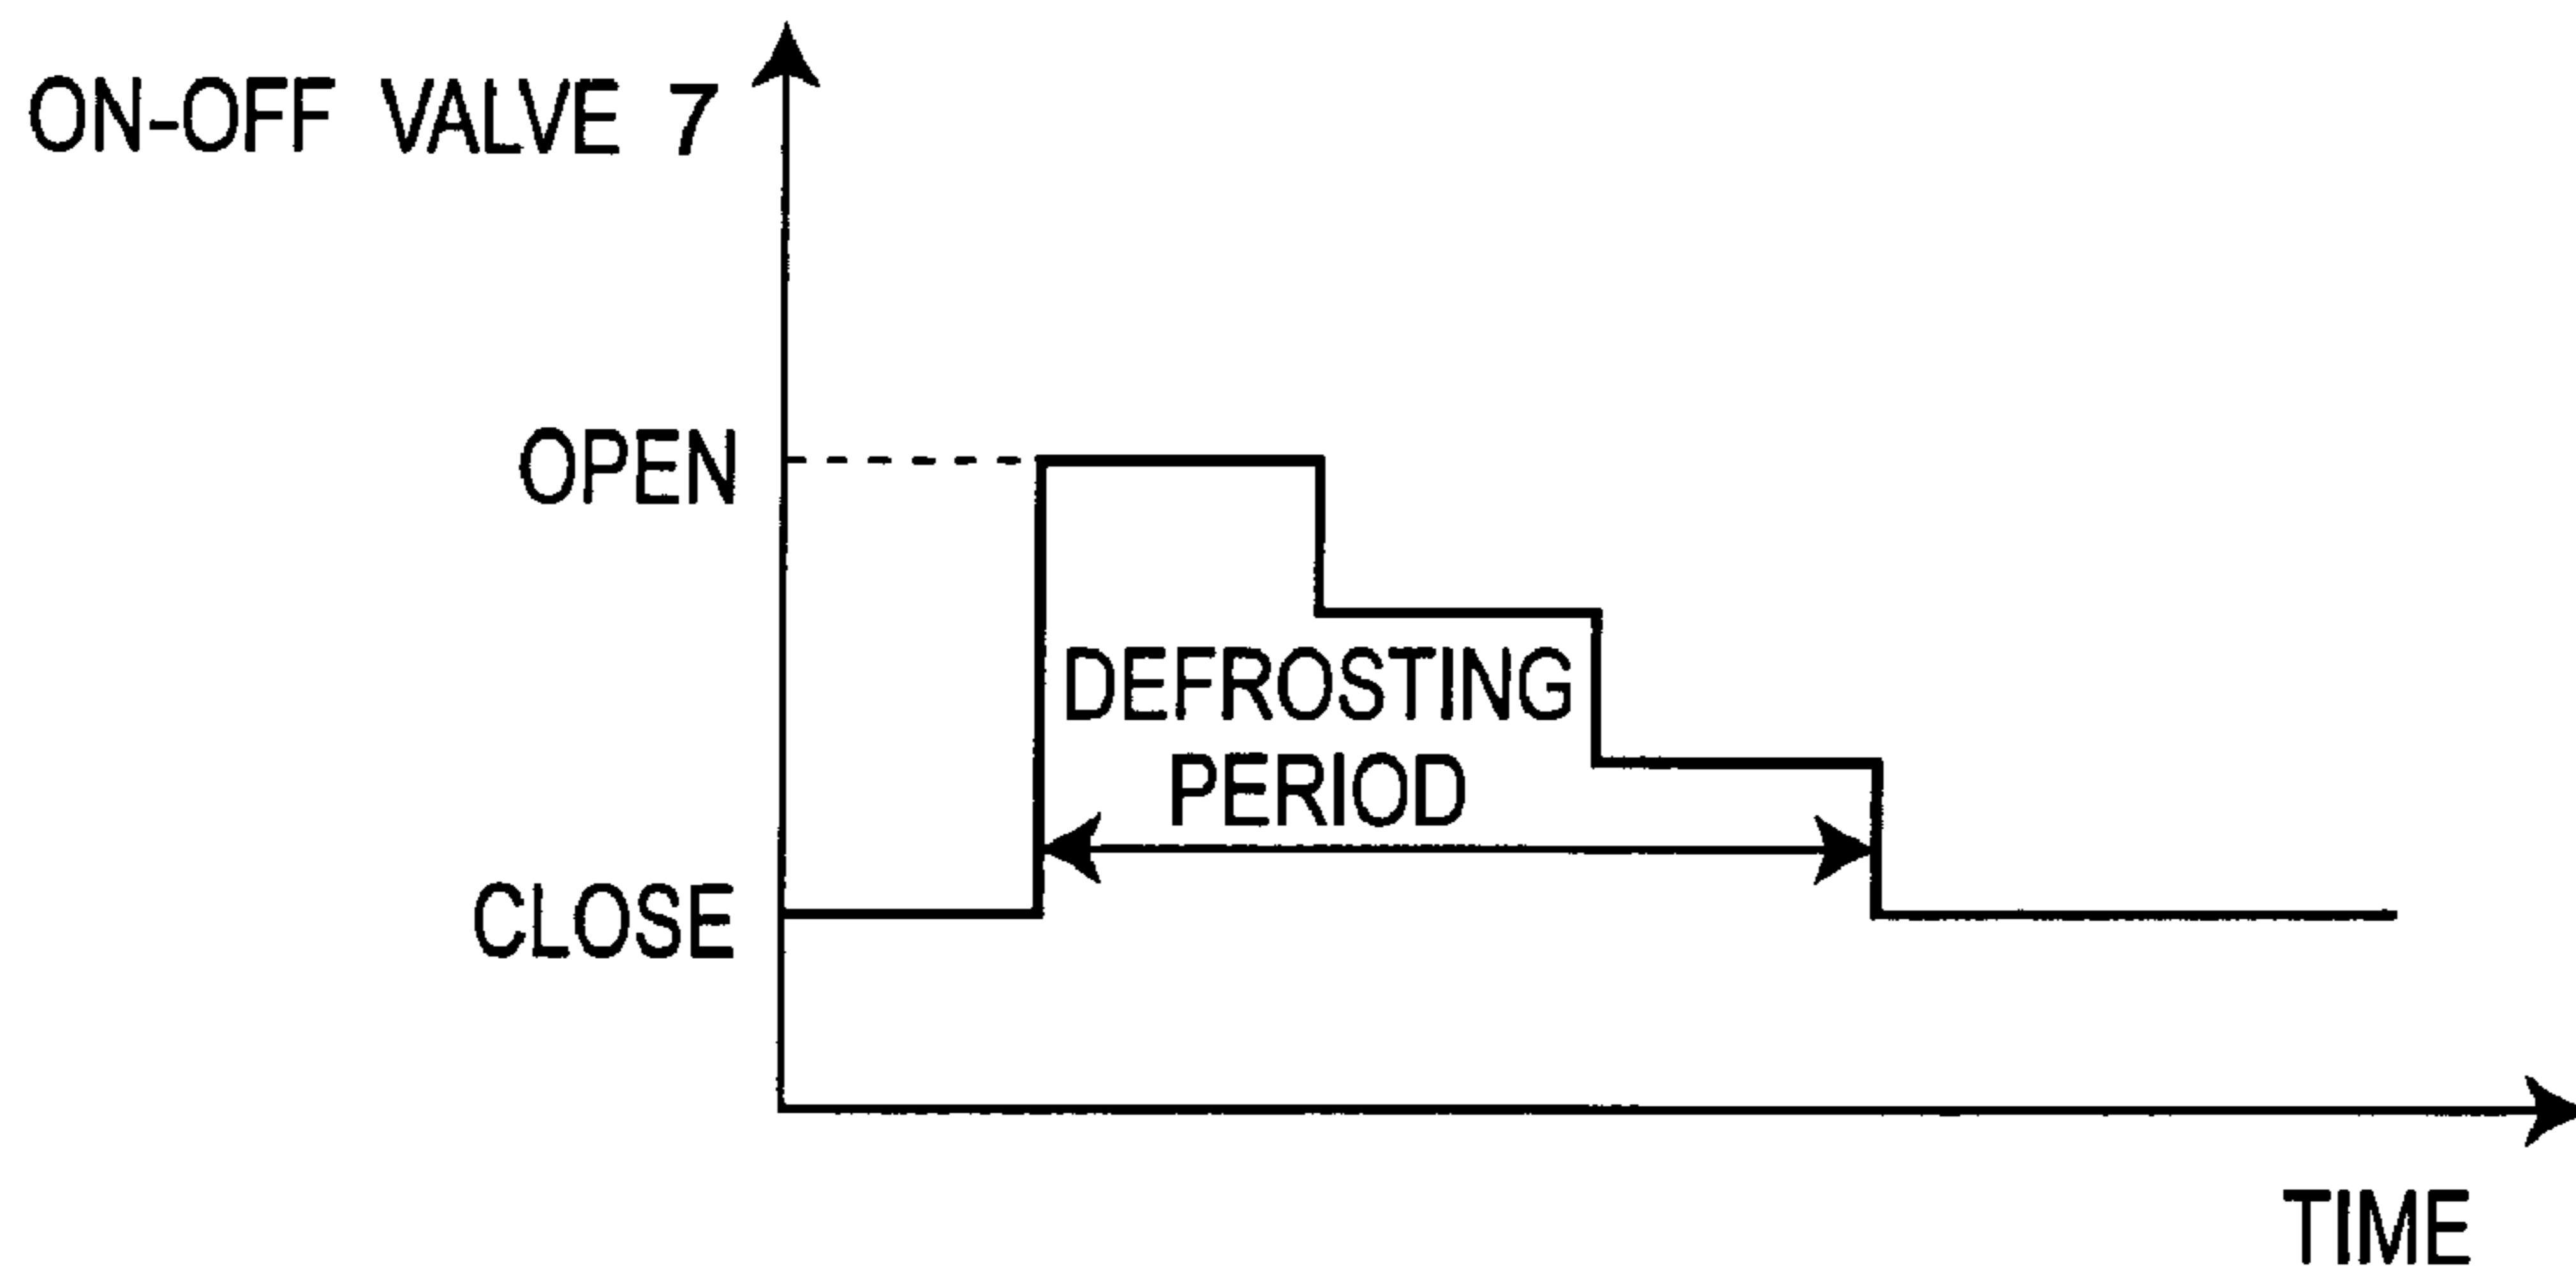 ON-OFF VALVE 7
OPEN
DEFROSTING
PERIOD
CLOSE
TIME